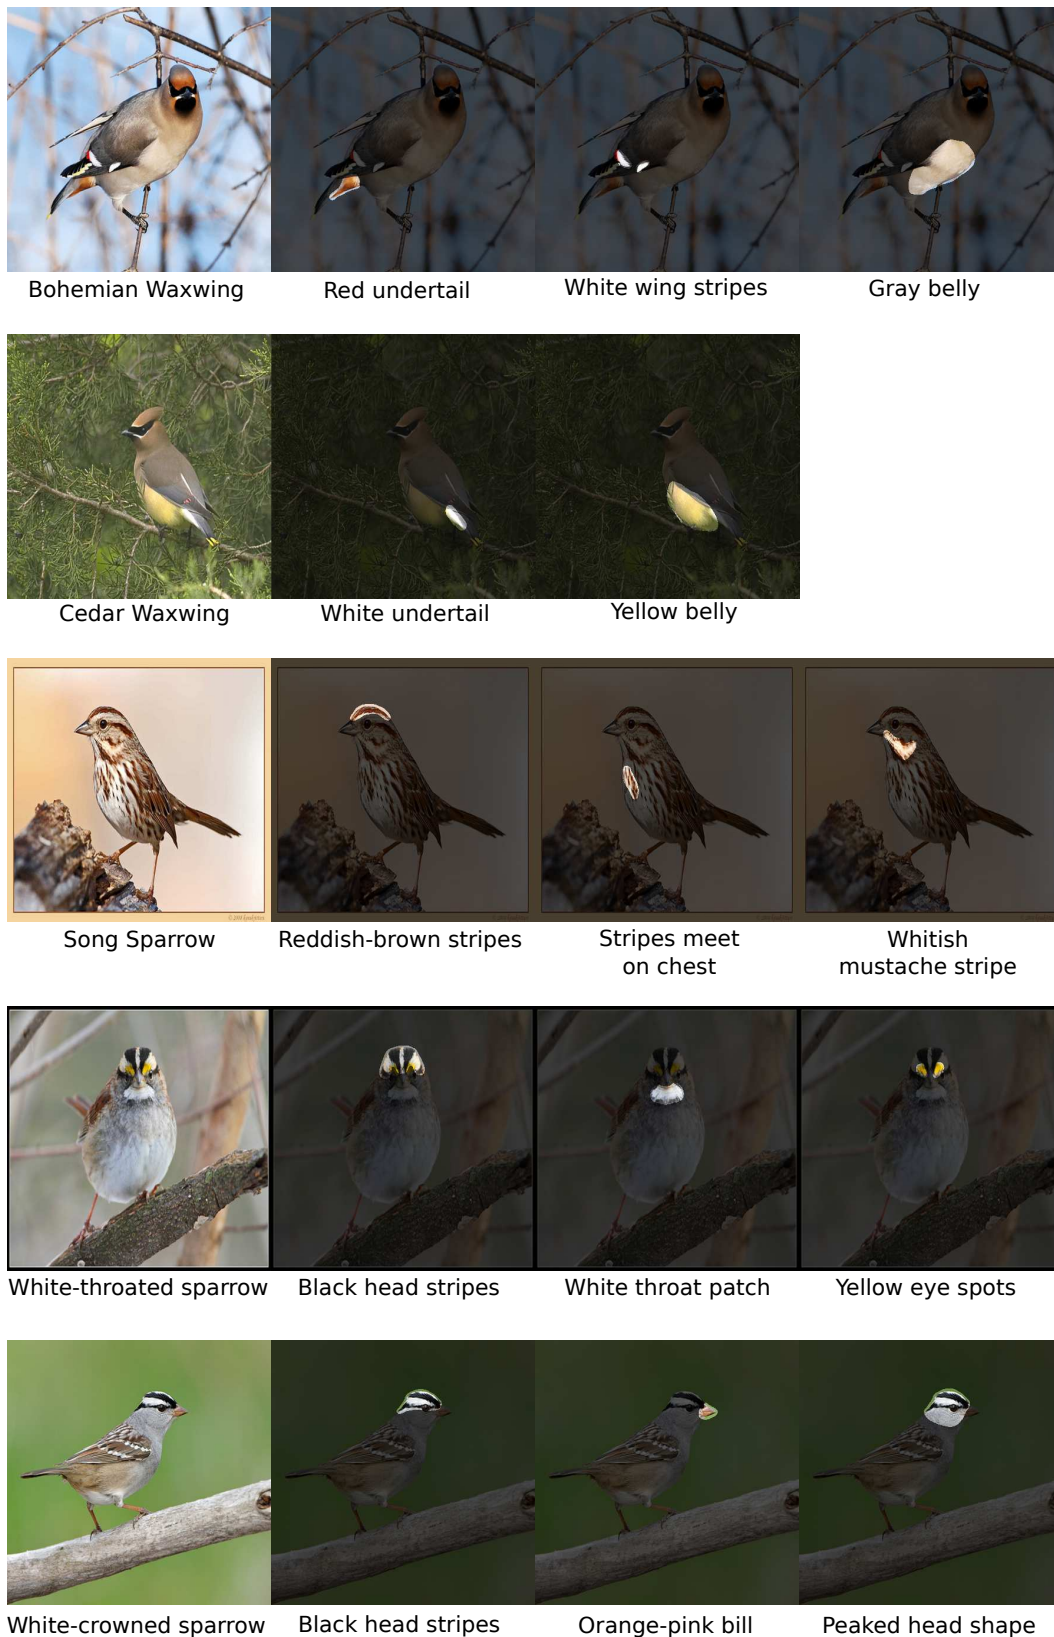 Bohemian Waxwing
Red undertail
White wing stripes
Gray belly
Cedar Waxwing
White undertail
Yellow belly
Song Sparrow
Reddish-brown stripes
Stripes meet
on chest
Whitish
mustache stripe
White-throated sparrow
Black head stripes
White throat patch
Yellow eye spots
White-crowned sparrow
Black head stripes
Orange-pink bill
Peaked head shape